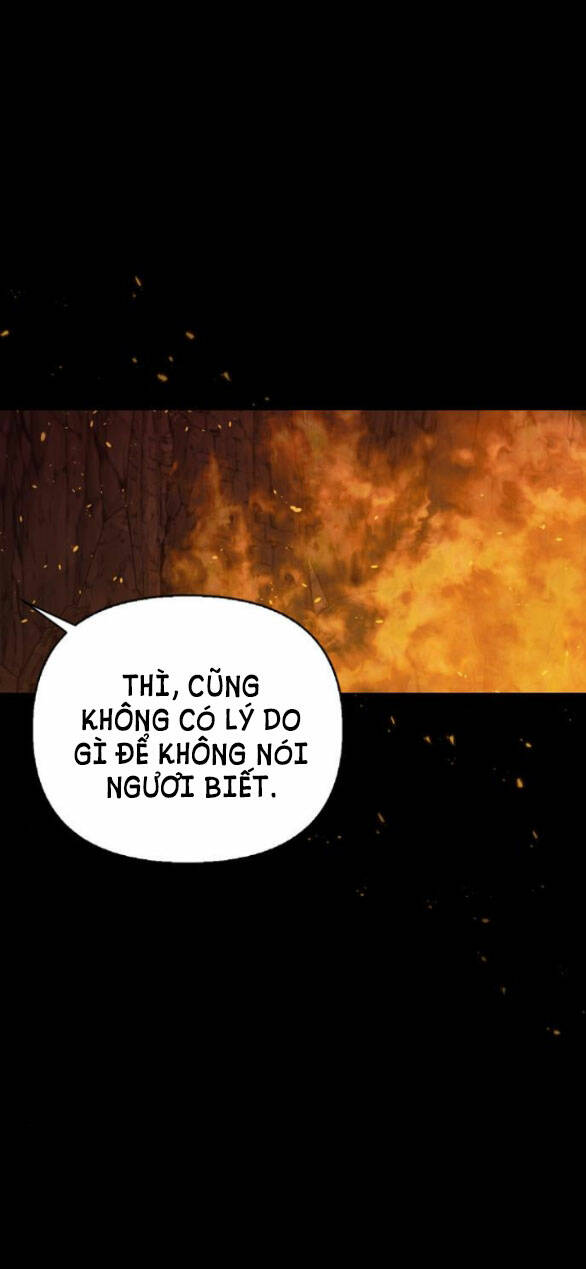 THÌ, CŨNG
KHÔNG CÓ LÝ DO
GÌ ĐỂ KHÔNG NÓI
NGƯƠI BIẾT.